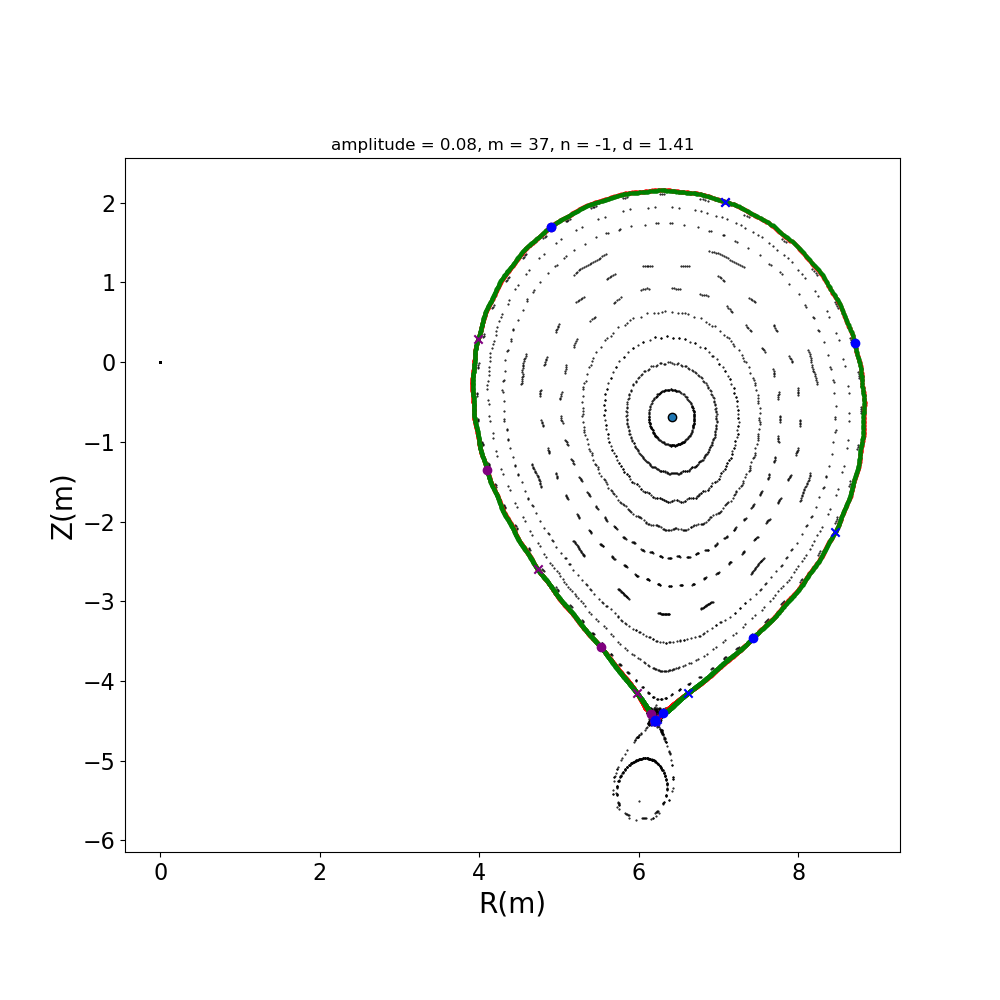 amplitude = 0.08, m = 37, n = -1, d = 1.41
2
1
0
−1
−2
−3
−4
−5
−6
Z(m)
0 2 4 6 8
R(m)